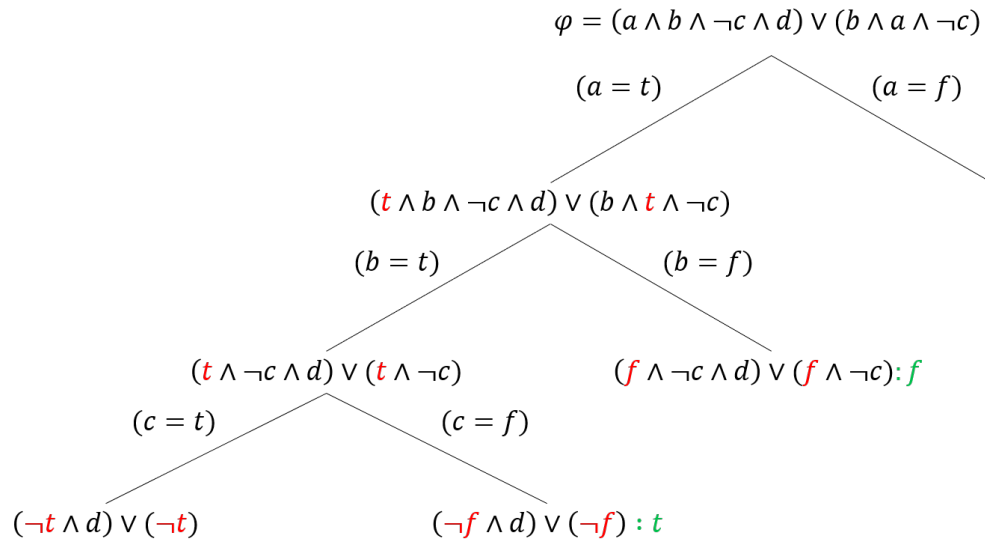 φ = (a ∧ b ∧ ¬c ∧ d) ∨ (b ∧ a ∧ ¬c)
(a = t) (a = f)
(t ∧ b ∧ ¬c ∧ d) ∨ (b ∧ t ∧ ¬c)
(b = t) (b = f)
(t ∧ ¬c ∧ d) ∨ (t ∧ ¬c) (f ∧ ¬c ∧ d) ∨ (f ∧ ¬c): f
(c = t) (c = f)
(¬t ∧ d) ∨ (¬t) (¬f ∧ d) ∨ (¬f) : t